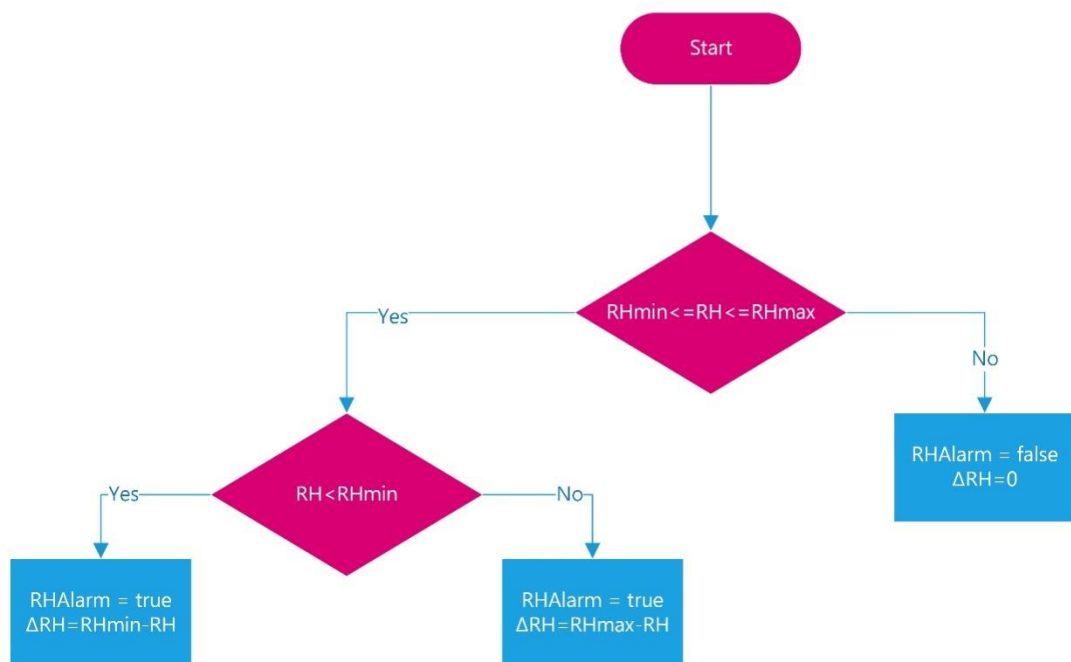 Start
RHmin<=RH<=RHmax
Yes
No
RHAlarm = false
ΔRH=0
RH<RHmin
Yes
No
RHAlarm = true
ΔRH=RHmin-RH
RHAlarm = true
ΔRH=RHmax-RH